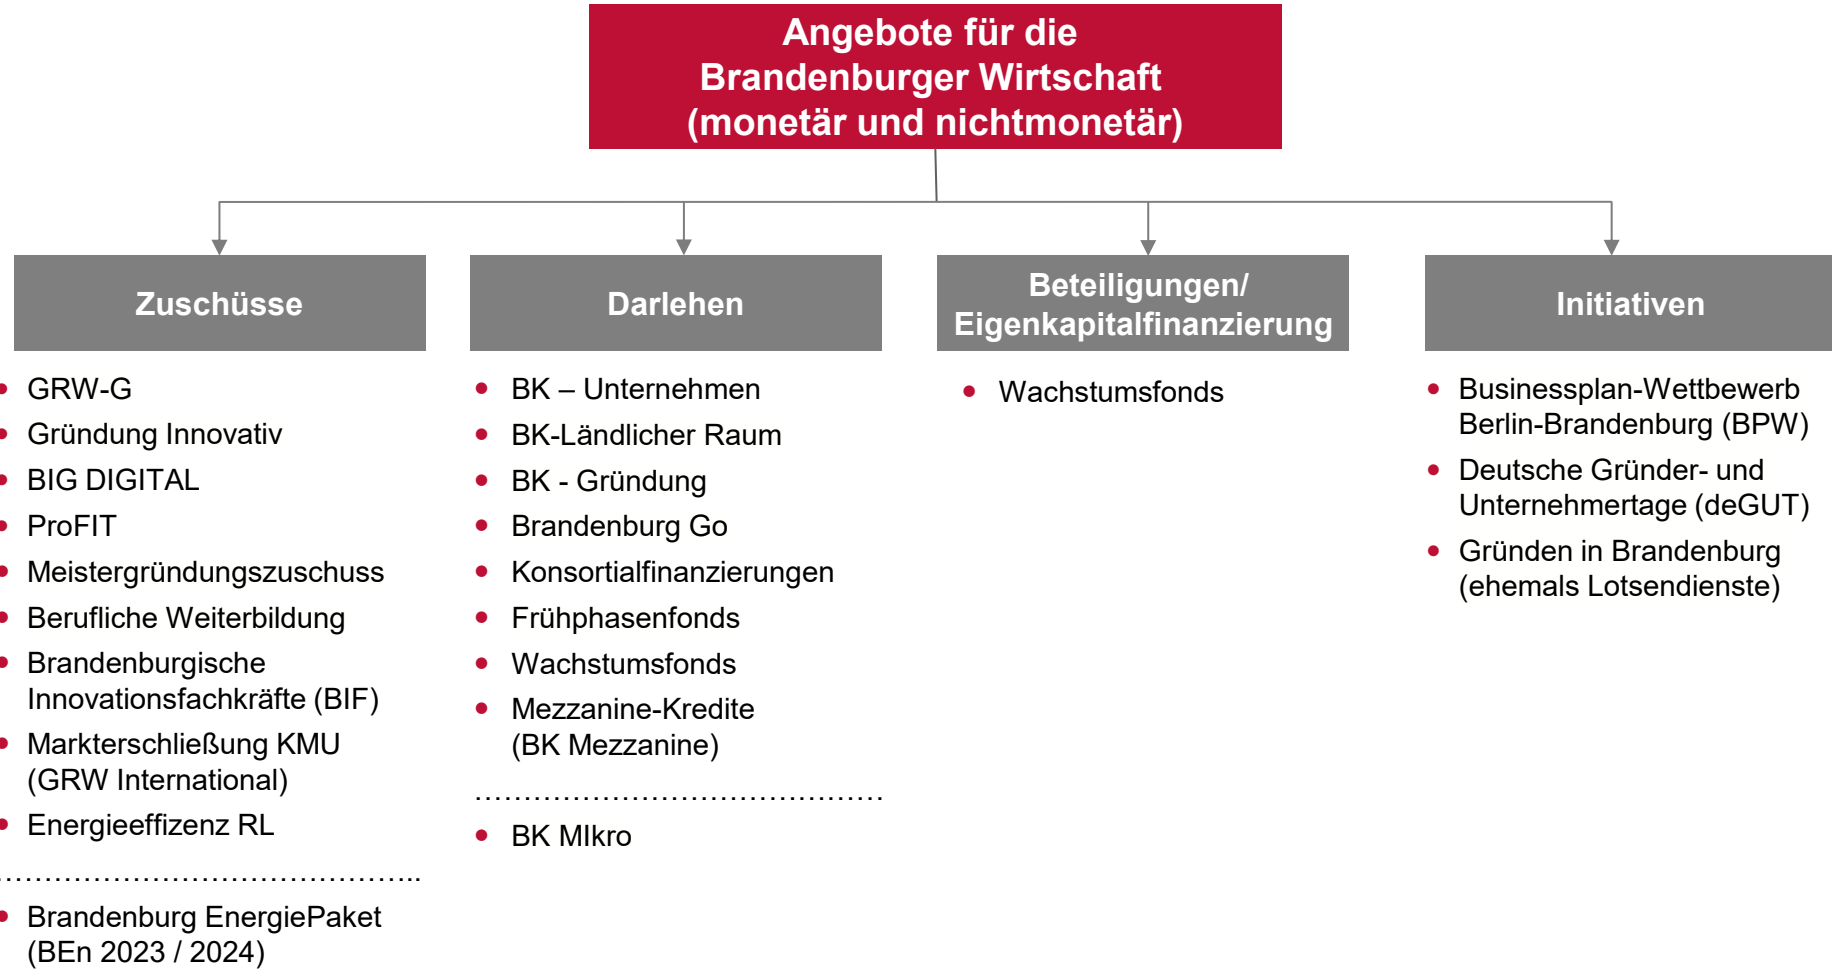 Angebote für die
Brandenburger Wirtschaft
(monetär und nichtmonetär)
Zuschüsse
• GRW-G
• Gründung Innovativ
• BIG DIGITAL
• ProFIT
• Meistergründungszuschuss
• Berufliche Weiterbildung
• Brandenburgische
Innovationsfachkräfte (BIF)
• Markterschließung KMU
(GRW International)
• Energieeffizenz RL
…………………………………….. 
• Brandenburg EnergiePaket
(BEn 2023 / 2024)
Darlehen
• BK – Unternehmen
• BK-Ländlicher Raum
• BK - Gründung
• Brandenburg Go
• Konsortialfinanzierungen
• Frühphasenfonds
• Wachstumsfonds
• Mezzanine-Kredite
(BK Mezzanine)
……………………………………
• BK MIkro
Beteiligungen/
Eigenkapitalfinanzierung
• Wachstumsfonds
Initiativen
• Businessplan-Wettbewerb
Berlin-Brandenburg (BPW)
• Deutsche Gründer- und
Unternehmertage (deGUT)
• Gründen in Brandenburg
(ehemals Lotsendienste)